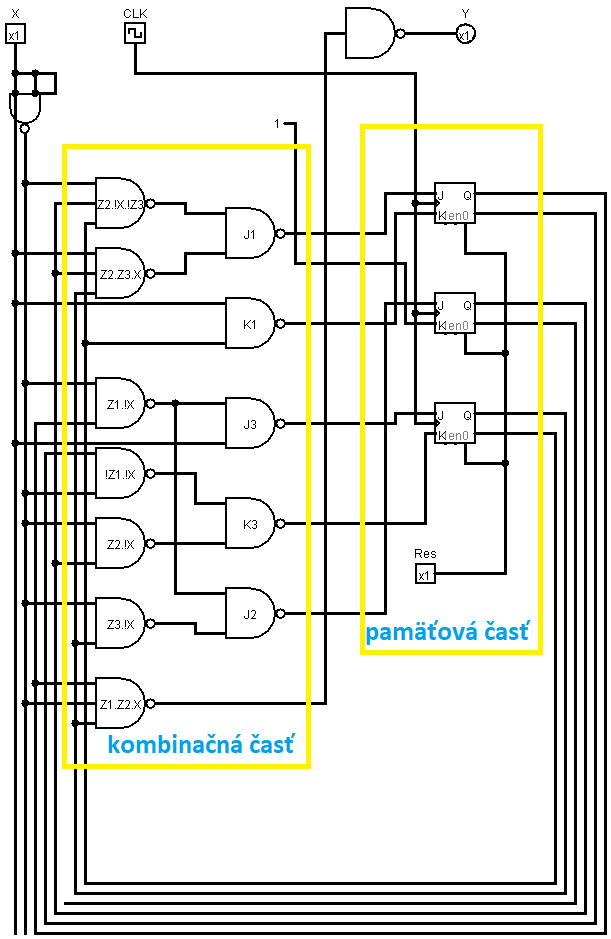 X
x1
CLK
Y
x1
1
Z2.!X.!Z3
J1
Z2.Z3.X
K1
Z1.!X
J3
!Z1.!X
K3
Z2.!X
J2
Z3.!X
Z1.Z2.X
kombinačná časť
J Q
K en0
J Q
K en0
J Q
K en0
Res
x1
pamäťová časť